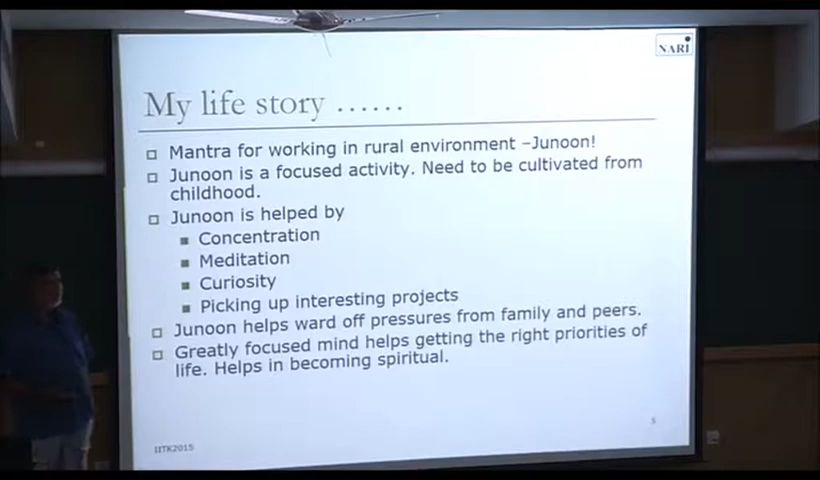 NARI
My life story ......
Mantra for working in rural environment –Junoon!
Junoon is a focused activity. Need to be cultivated from
childhood.
Junoon is helped by
Concentration
Meditation
Curiosity
Picking up interesting projects
Junoon helps ward off pressures from family and peers.
Greatly focused mind helps getting the right priorities of
life. Helps in becoming spiritual.
IITK2015
5